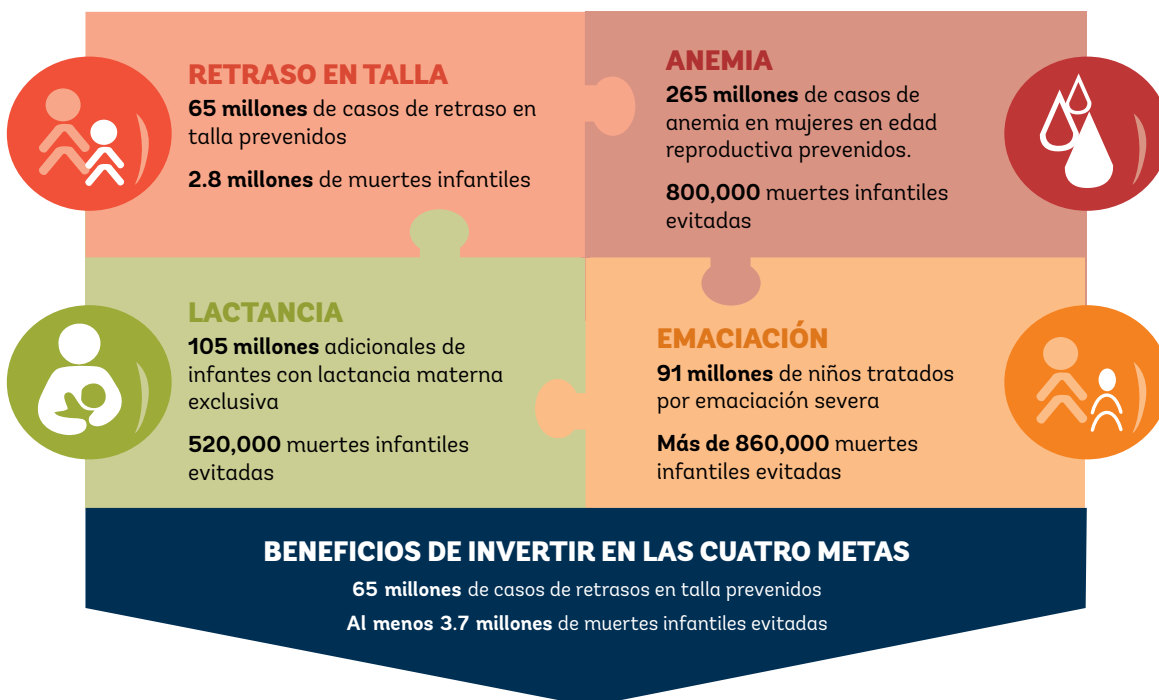 RETRASO EN TALLA
65 millones de casos de retraso en
talla prevenidos
2.8 millones de muertes infantiles
ANEMIA
265 millones de casos de
anemia en mujeres en edad
reproductiva prevenidos.
800,000 muertes infantiles
evitadas
LACTANCIA
105 millones adicionales de
infantes con lactancia materna
exclusiva
520,000 muertes infantiles
evitadas
EMACIACIÓN
91 millones de niños tratados
por emaciación severa
Más de 860,000 muertes
infantiles evitadas
BENEFICIOS DE INVERTIR EN LAS CUATRO METAS
65 millones de casos de retrasos en talla prevenidos
Al menos 3.7 millones de muertes infantiles evitadas